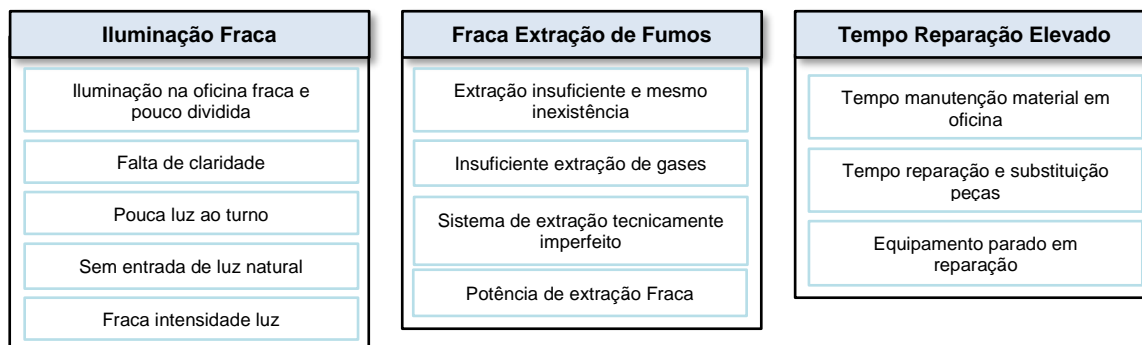 Iluminação Fraca
Iluminação na oficina fraca e
pouco dividida
Falta de claridade
Pouca luz ao turno
Sem entrada de luz natural
Fraca intensidade luz
Fraca Extração de Fumos
Extração insuficiente e mesmo
inexistência
Insuficiente extração de gases
Sistema de extração tecnicamente
imperfeito
Potência de extração Fraca
Tempo Reparação Elevado
Tempo manutenção material em
oficina
Tempo reparação e substituição
peças
Equipamento parado em
reparação